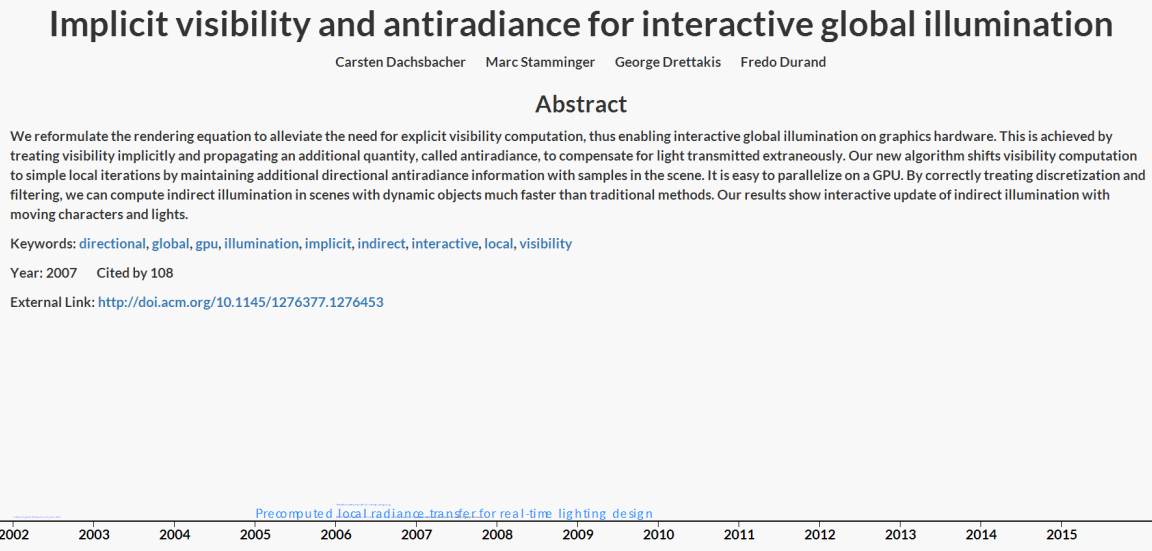 Implicit visibility and antiradiance for interactive global illumination
Carsten Dachsbacher Marc Stamminger George Drettakis Fredo Durand
Abstract
We reformulate the rendering equation to alleviate the need for explicit visibility computation, thus enabling interactive global illumination on graphics hardware. This is achieved by
treating visibility implicitly and propagating an additional quantity, called antiradiance, to compensate for light transmitted extraneously. Our new algorithm shifts visibility computation
to simple local iterations by maintaining additional directional antiradiance information with samples in the scene. It is easy to parallelize on a GPU. By correctly treating discretization and
filtering, we can compute indirect illumination in scenes with dynamic objects much faster than traditional methods. Our results show interactive update of indirect illumination with
moving characters and lights.
Keywords: directional, global, gpu, illumination, implicit, indirect, interactive, local, visibility
Year: 2007 Cited by 108
External Link: http://doi.acm.org/10.1145/1276377.1276453
Precomputed local radiance transfer for real-time lighting design
2002 2003 2004 2005 2006 2007 2008 2009 2010 2011 2012 2013 2014 2015